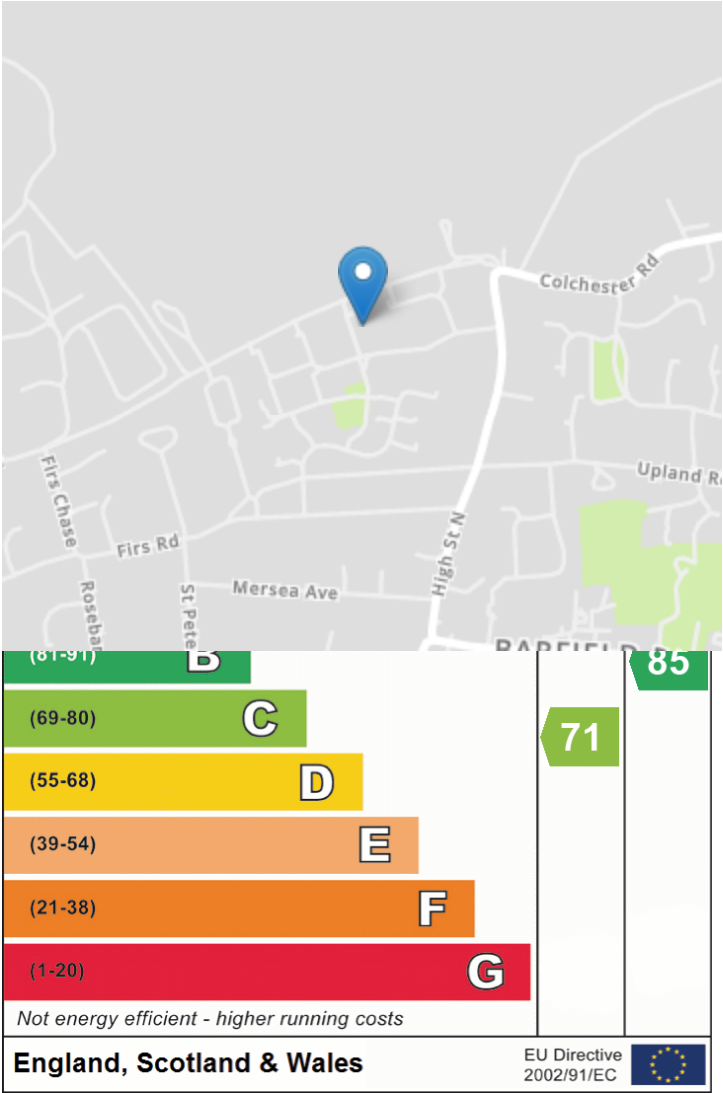 Colchester Rd
Upland R
Firs Chase
High St N
Firs Rd
Mersea Ave
Rosebar
St Pete
BARFIELD
(81-91) B 85
(69-80) C 71
(55-68) D
(39-54) E
(21-38) F
(1-20) G
Not energy efficient - higher running costs
England, Scotland & Wales
EU Directive
2002/91/EC